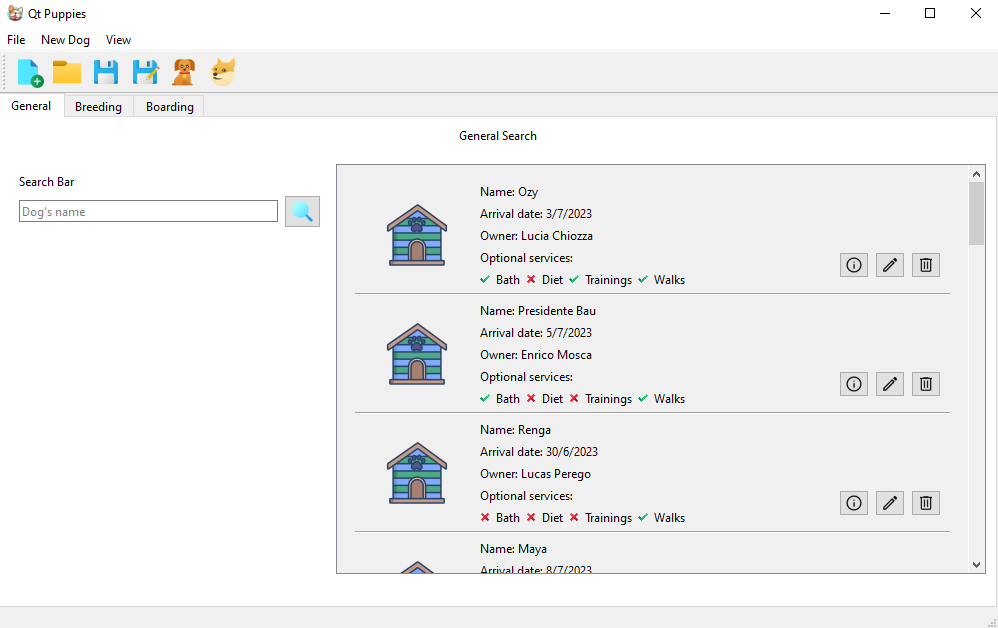 Qt Puppies
File New Dog View
General Breeding Boarding
General Search
Search Bar
Dog's name
Name: Ozy
Arrival date: 3/7/2023
Owner: Lucia Chiozza
Optional services:
Bath Diet Trainings Walks
Name: Presidente Bau
Arrival date: 5/7/2023
Owner: Enrico Mosca
Optional services:
Bath Diet Trainings Walks
Name: Renga
Arrival date: 30/6/2023
Owner: Lucas Perego
Optional services:
Bath Diet Trainings Walks
Name: Maya
Arrival date: 8/7/2023